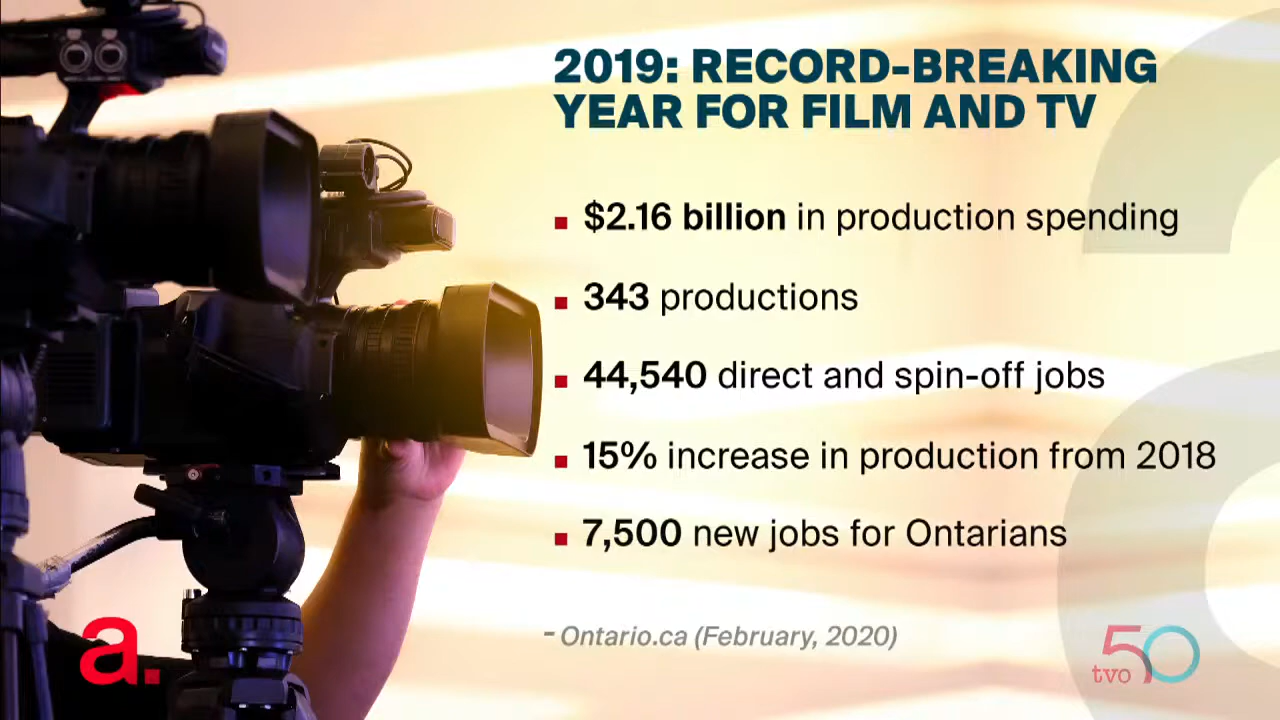 2019: RECORD-BREAKING
YEAR FOR FILM AND TV
$2.16 billion in production spending
343 productions
44,540 direct and spin-off jobs
15% increase in production from 2018
7,500 new jobs for Ontarians
- Ontario.ca (February, 2020)
a.
tvo 50